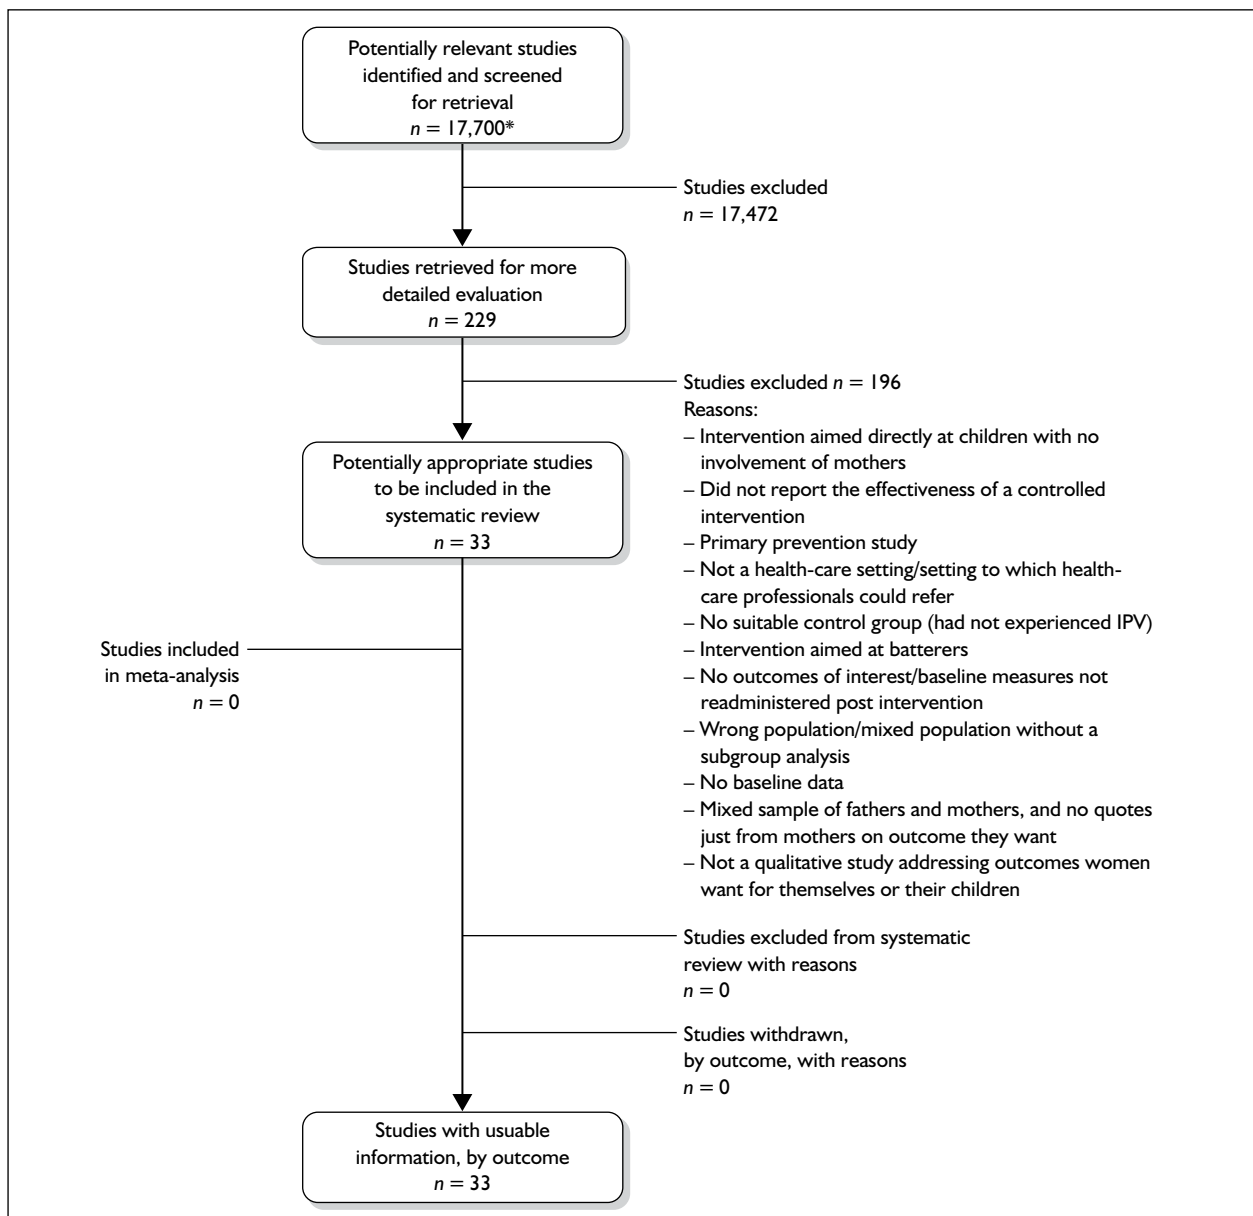 Potentially relevant studies
identified and screened
for retrieval
n = 17,700*
Studies excluded
n = 17,472
Studies retrieved for more
detailed evaluation
n = 229
Studies excluded n = 196
Reasons:
– Intervention aimed directly at children with no
involvement of mothers
– Did not report the effectiveness of a controlled
intervention
– Primary prevention study
– Not a health-care setting/setting to which health-
care professionals could refer
– No suitable control group (had not experienced IPV)
– Intervention aimed at batterers
– No outcomes of interest/baseline measures not
readministered post intervention
– Wrong population/mixed population without a
subgroup analysis
– No baseline data
– Mixed sample of fathers and mothers, and no quotes
just from mothers on outcome they want
– Not a qualitative study addressing outcomes women
want for themselves or their children
Potentially appropriate studies
to be included in the
systematic review
n = 33
Studies included
in meta-analysis
n = 0
Studies excluded from systematic
review with reasons
n = 0
Studies withdrawn,
by outcome, with reasons
n = 0
Studies with usuable
information, by outcome
n = 33